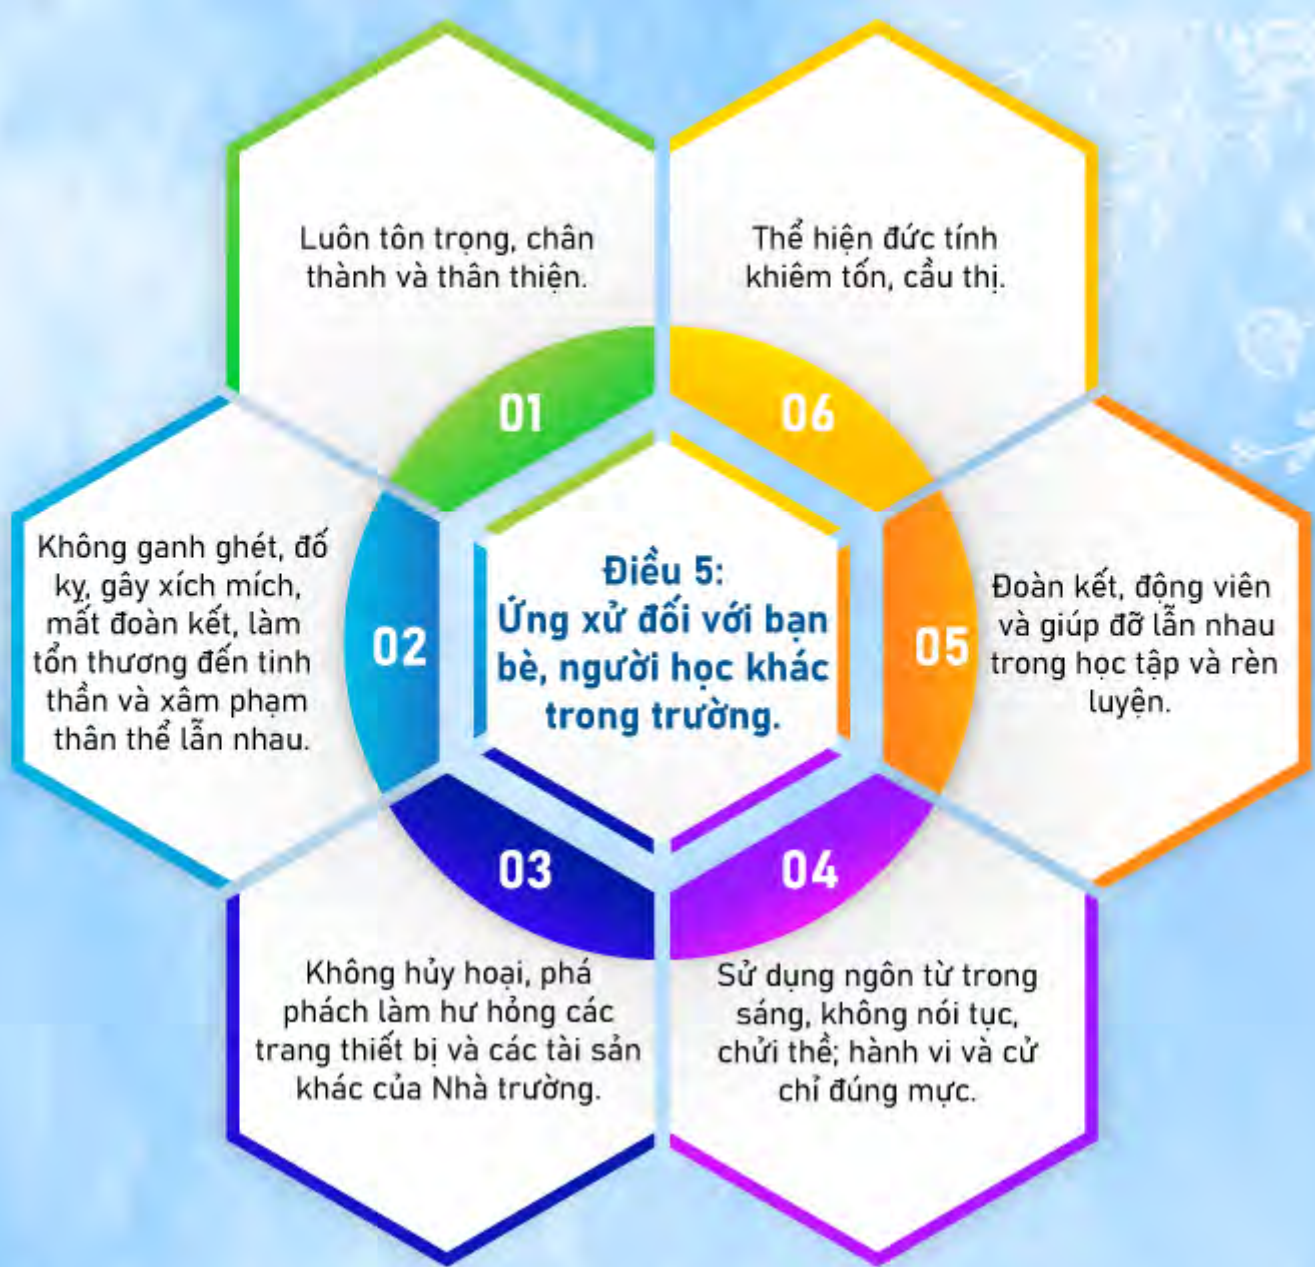 Điều 5:
Ứng xử đối với bạn
bè, người học khác
trong trường.
01
Luôn tôn trọng, chân
thành và thân thiện.
02
Không ganh ghét, đố
kỵ, gây xích mích,
mất đoàn kết, làm
tổn thương đến tinh
thần và xâm phạm
thân thể lẫn nhau.
03
Không hủy hoại, phá
phách làm hư hỏng các
trang thiết bị và các tài sản
khác của Nhà trường.
04
Sử dụng ngôn từ trong
sáng, không nói tục,
chửi thề; hành vi và cử
chỉ đúng mực.
05
Đoàn kết, động viên
và giúp đỡ lẫn nhau
trong học tập và rèn
luyện.
06
Thể hiện đức tính
khiêm tốn, cầu thị.